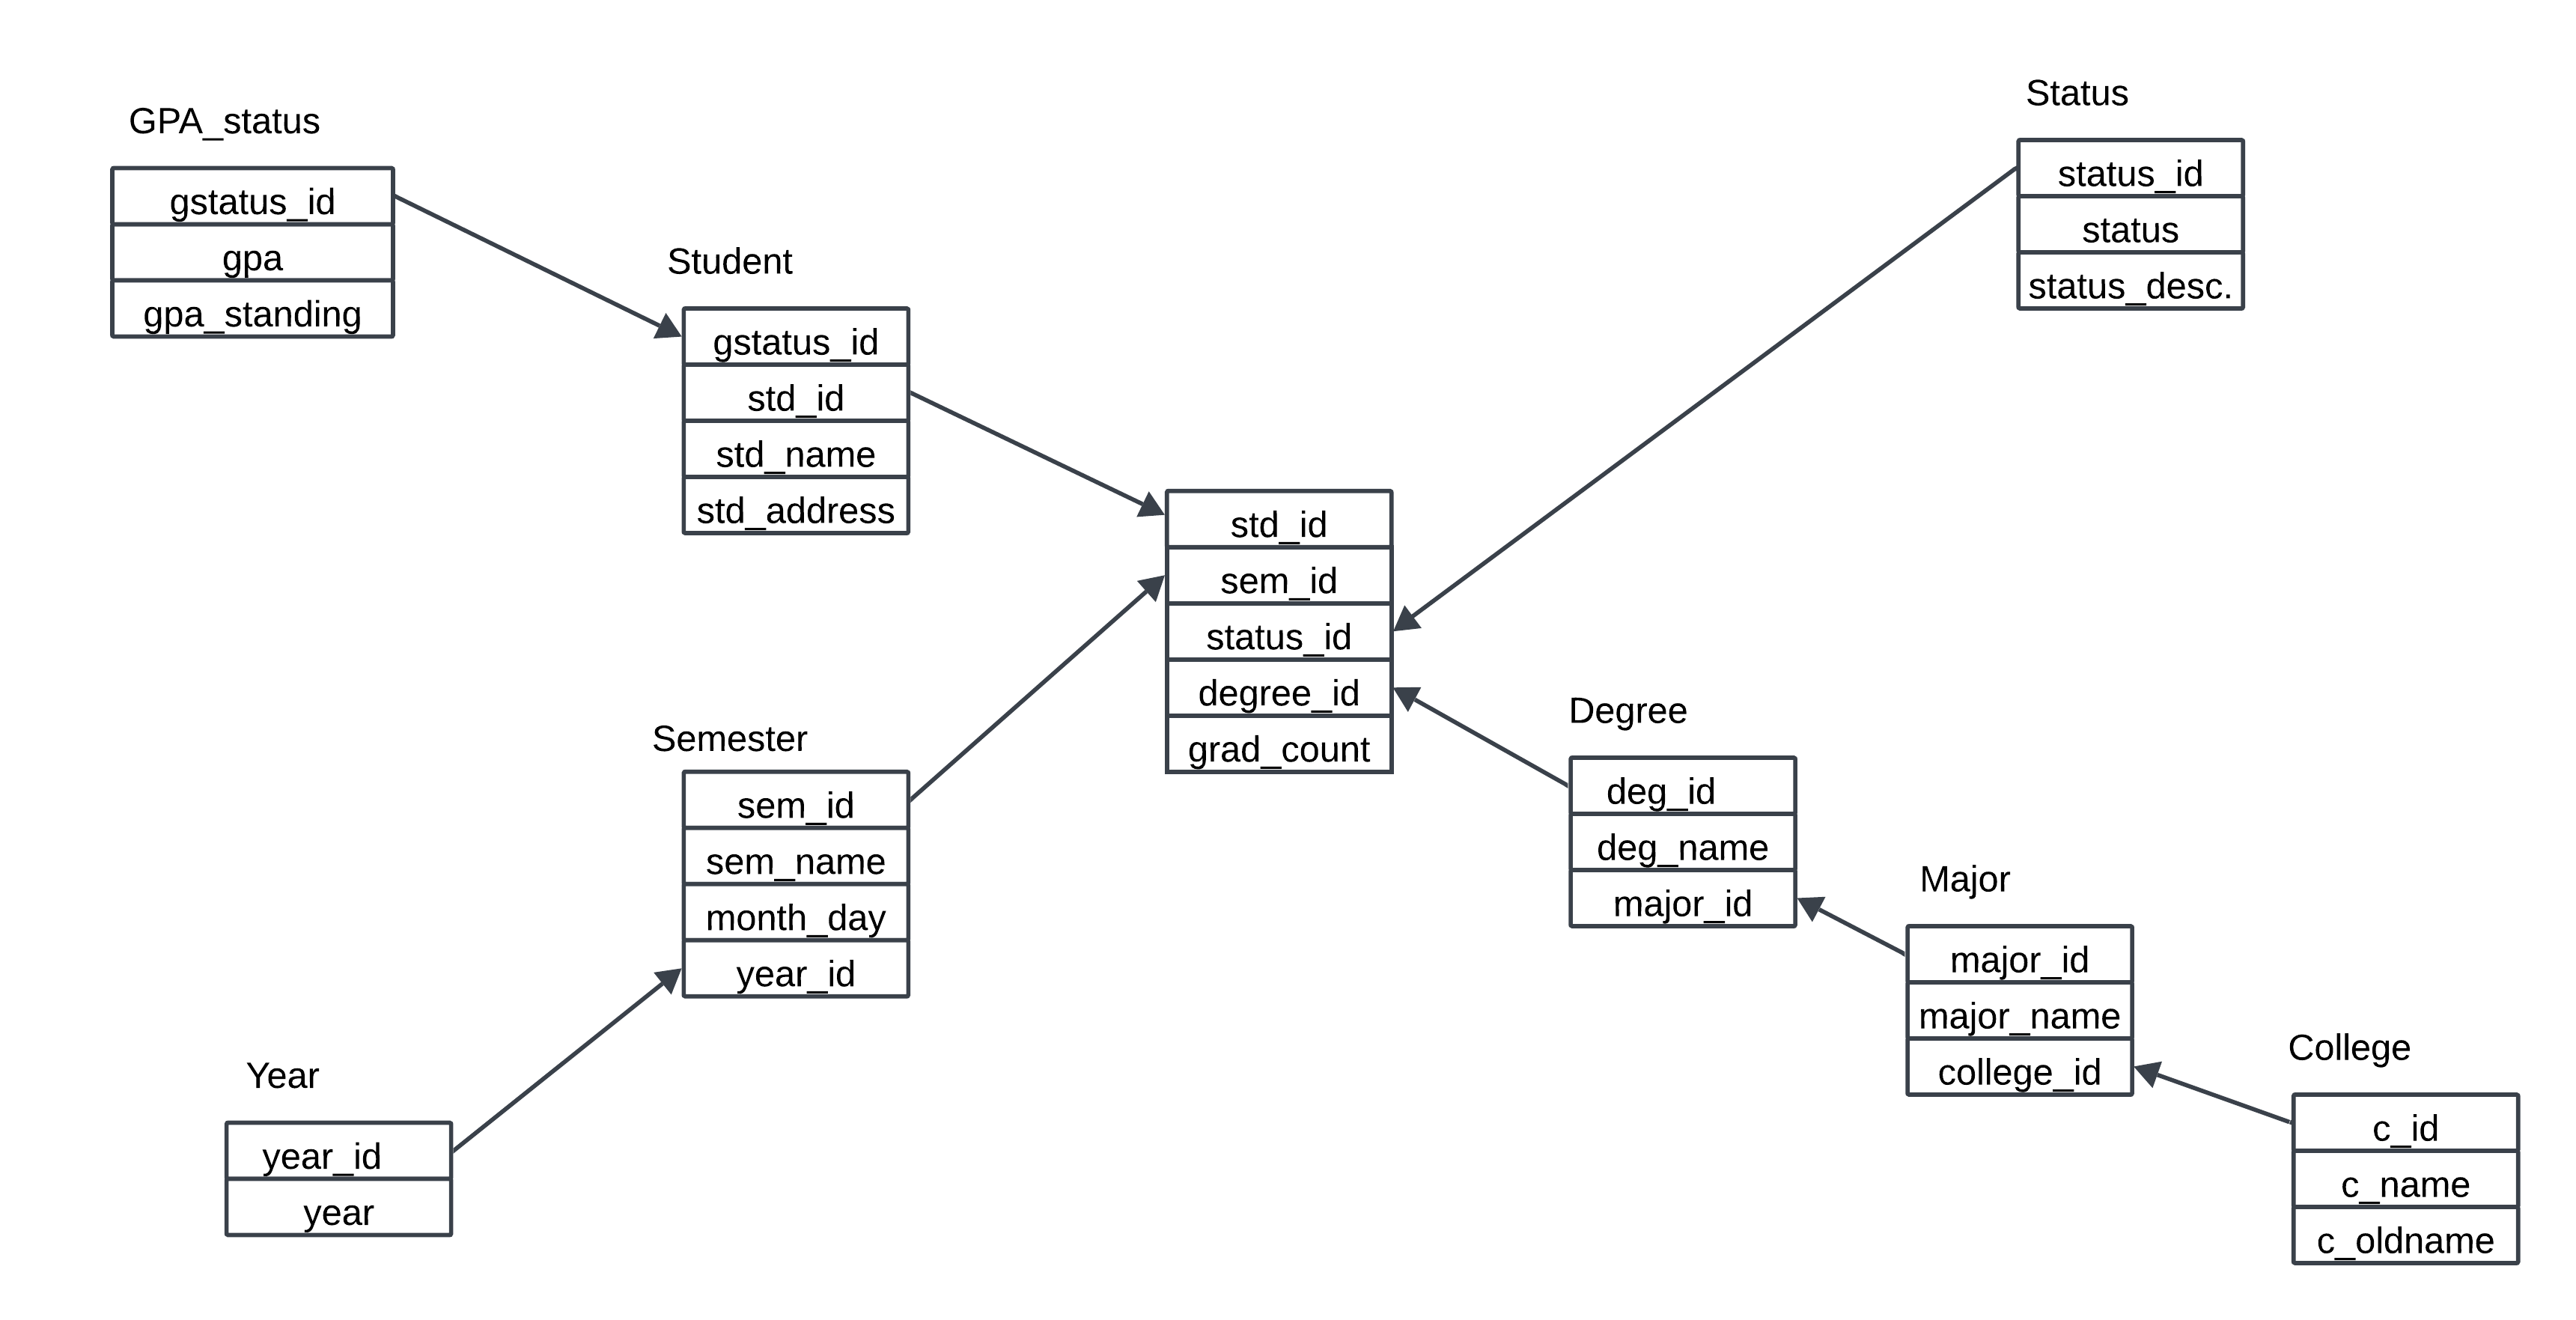 GPA_status
gstatus_id
gpa
gpa_standing
Student
gstatus_id
std_id
std_name
std_address
Status
status_id
status
status_desc.
std_id
sem_id
status_id
degree_id
grad_count
Semester
sem_id
sem_name
month_day
year_id
Year
year_id
year
Degree
deg_id
deg_name
major_id
Major
major_id
major_name
college_id
College
c_id
c_name
c_oldname